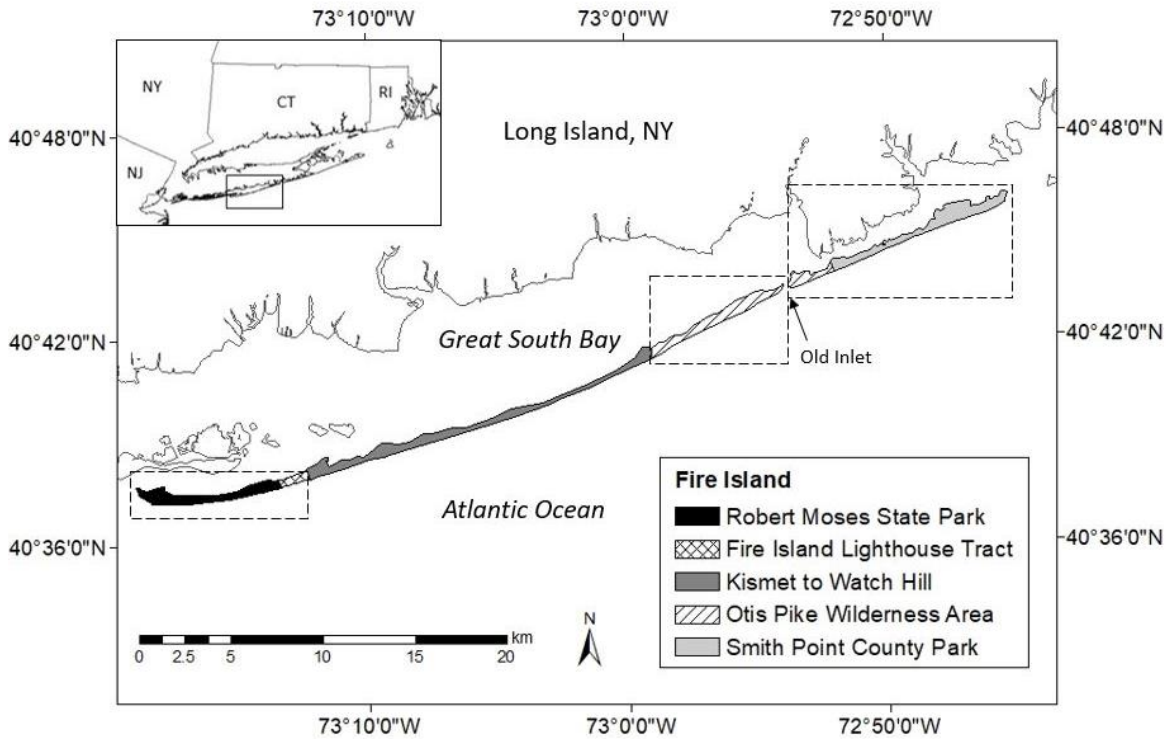 73°10'0"W
73°0'0"W
72°50'0"W
NY
CT
RI
NJ
40°48'0"N
Long Island, NY
40°48'0"N
40°42'0"N
Great South Bay
40°42'0"N
Old Inlet
Atlantic Ocean
40°36'0"N
40°36'0"N
Fire Island
Robert Moses State Park
Fire Island Lighthouse Tract
Kismet to Watch Hill
Otis Pike Wilderness Area
Smith Point County Park
N
km
0 2.5 5 10 15 20
73°10'0"W
73°0'0"W
72°50'0"W